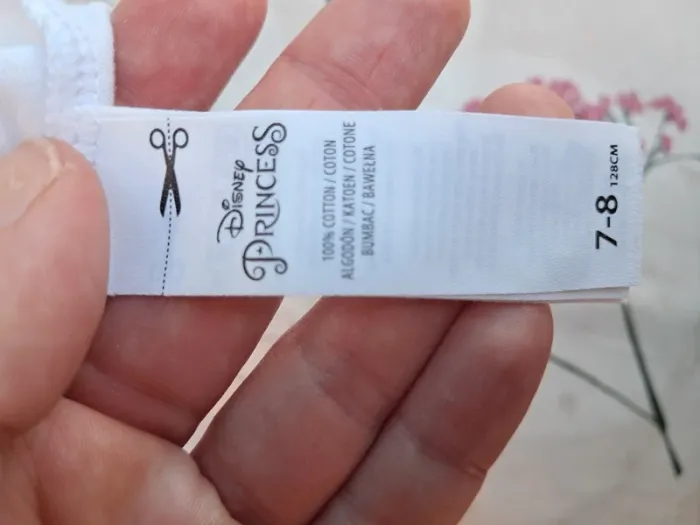 Disney
PRINCESS
100% COTTON / COTON
ALGODÓN / KATOEN / COTONE
BUMBAC / BAWEŁNA
7-8 128CM